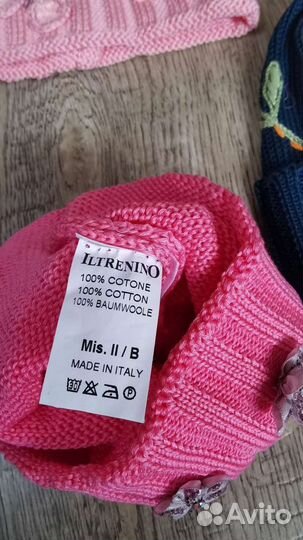 ILTRENINO
100% COTONE
100% COTTON
100% BAUMWOOLE
Mis. II / B
MADE IN ITALY
Avito